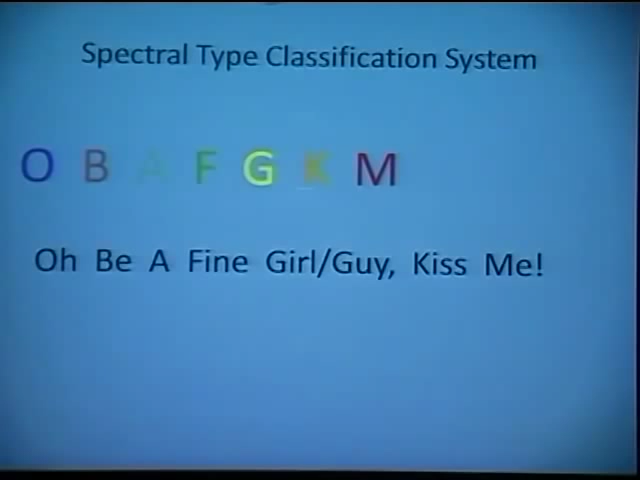 Spectral Type Classification System
O B A F G K M
Oh Be A Fine Girl/Guy, Kiss Me!